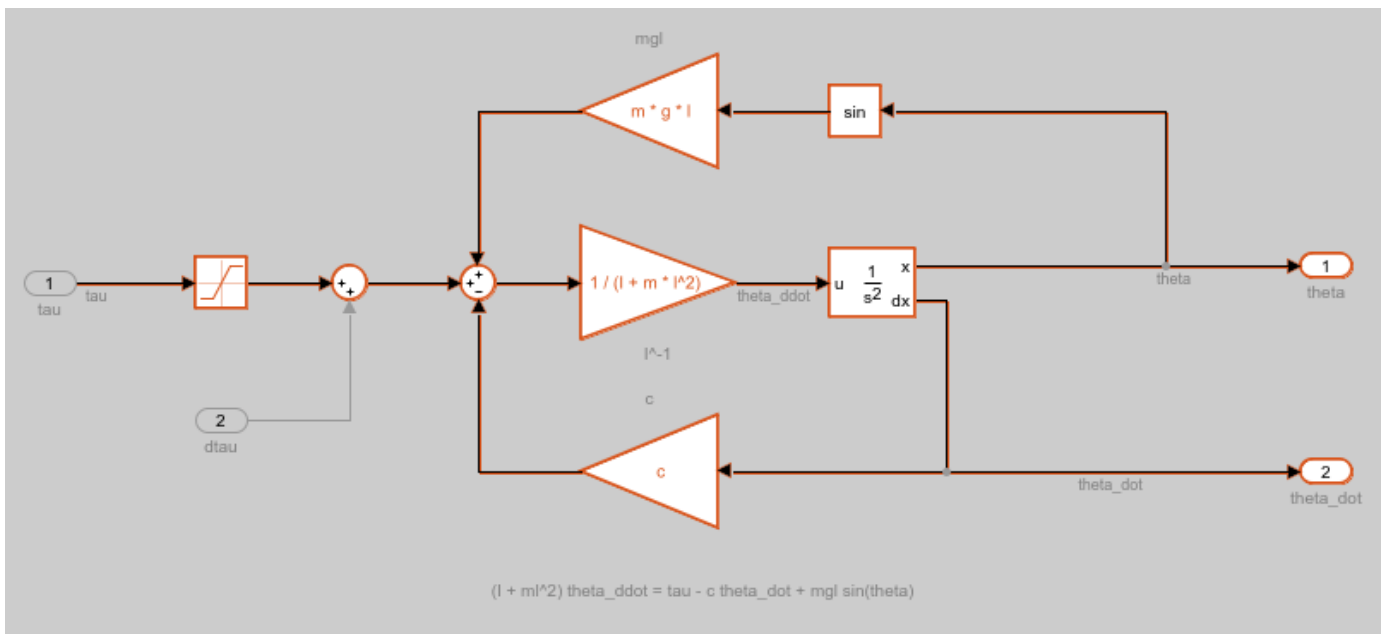 mgl
m * g * l
sin
1
tau
tau
+
+
+
+
−
1 / (I + m * l^2)
theta_ddot
u
1
s2
x
dx
theta
1
theta
I^-1
c
2
dtau
c
theta_dot
2
theta_dot
(I + ml^2) theta_ddot = tau - c theta_dot + mgl sin(theta)